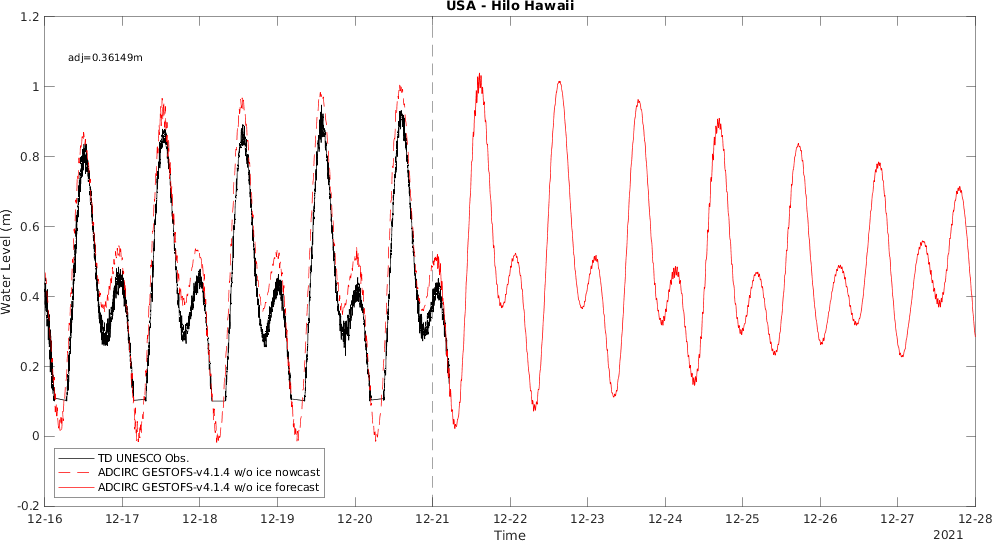 USA - Hilo Hawaii
1.2
adj=0.36149m
1
0.8
0.6
0.4
0.2
0
-0.2
Water Level (m)
TD UNESCO Obs.
ADCIRC GESTOFS-v4.1.4 w/o ice nowcast
ADCIRC GESTOFS-v4.1.4 w/o ice forecast
12-16 12-17 12-18 12-19 12-20 12-21 12-22 12-23 12-24 12-25 12-26 12-27 12-28
Time
2021